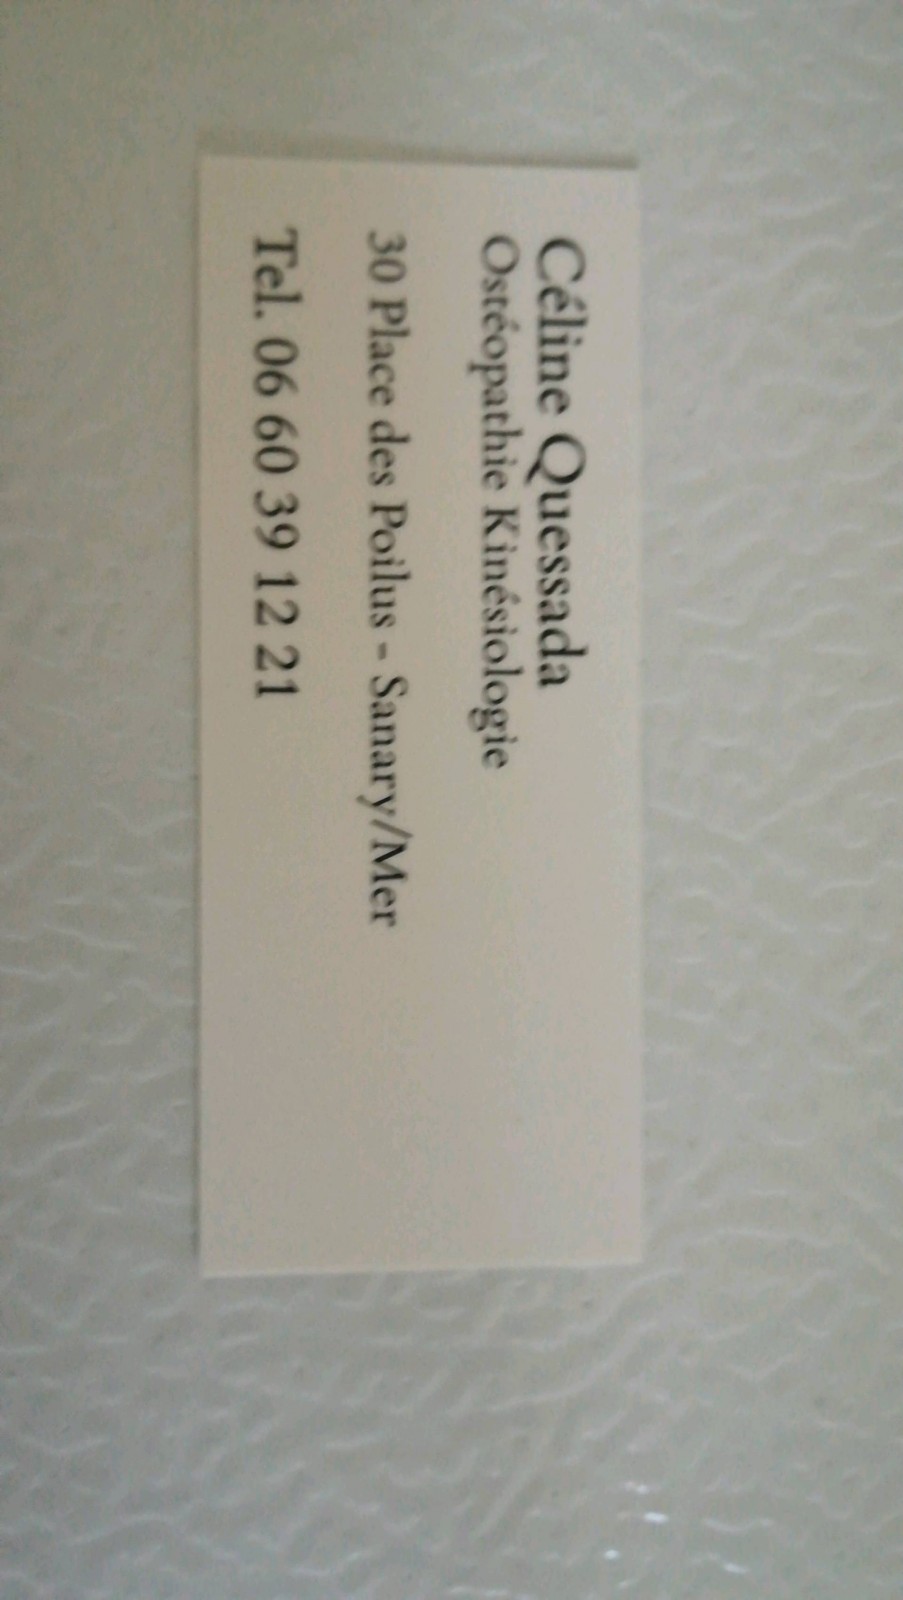 Céline Quessada
Ostéopathie Kinésiologie
30 Place des Poilus - Sanary/Mer
Tel. 06 60 39 12 21